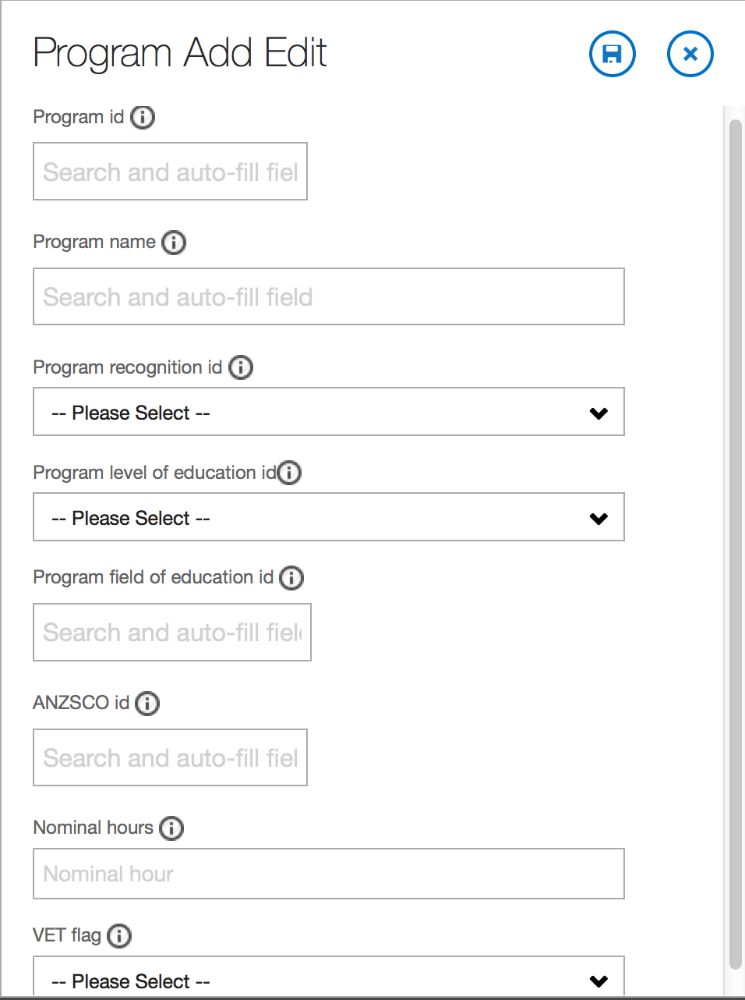 Program Add Edit
Program id
Search and auto-fill fiel
Program name
Search and auto-fill field
Program recognition id
-- Please Select --
Program level of education id
-- Please Select --
Program field of education id
Search and auto-fill field
ANZSCO id
Search and auto-fill fiel
Nominal hours
Nominal hour
VET flag
-- Please Select --